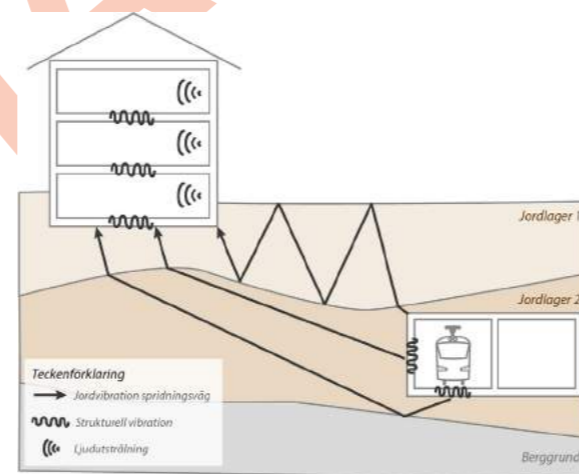 Jordlager 1
Jordlager 2
Teckenförklaring
Jordvibration spridningsväg
Strukturell vibration
Ljudutstrålning
Berggrund